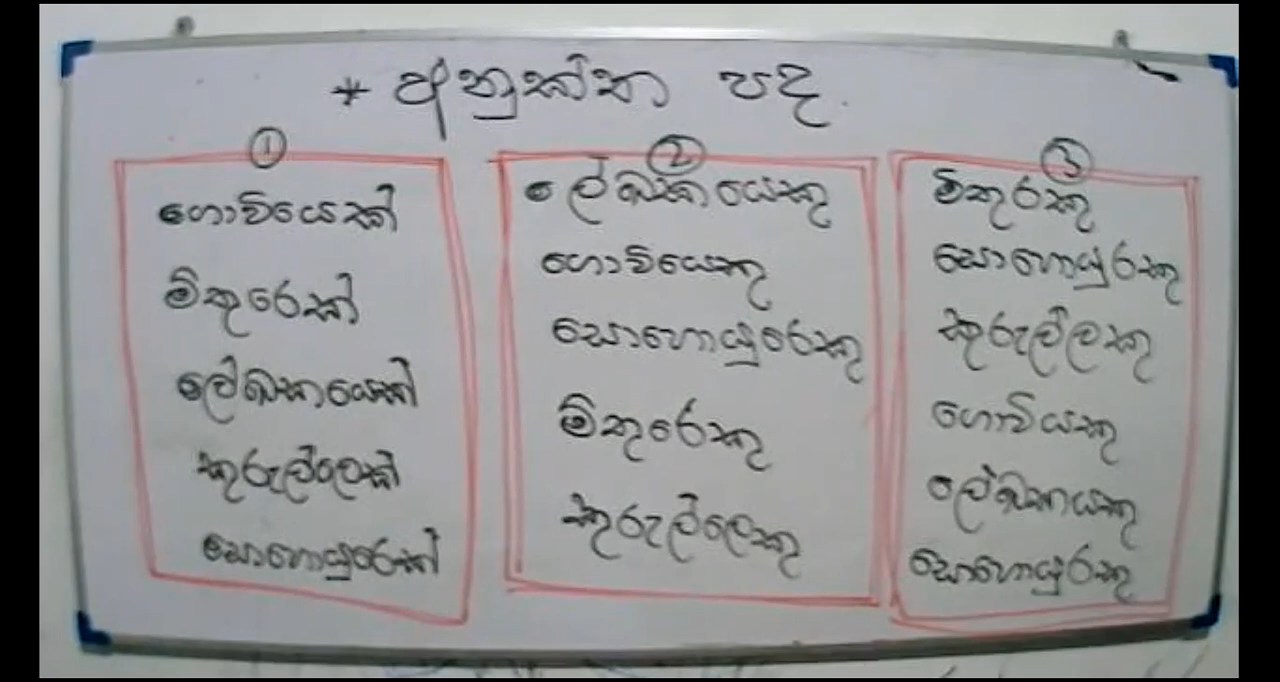 * අනුක්ත පද.
1
ගොවියෙක්
මිතුරෙක්
ලේඛකයෙක්
කුරුල්ලෙක්
සොහොයුරෙක්
2
ලේඛකයෙකු
ගොවියෙකු
සොහොයුරෙකු
මිතුරෙකු
කුරුල්ලෙකු
3
මිතුරකු
සොහොයුරකු
කුරුල්ලකු
ගොවියකු
ලේඛකයකු
සොහොයුරකු